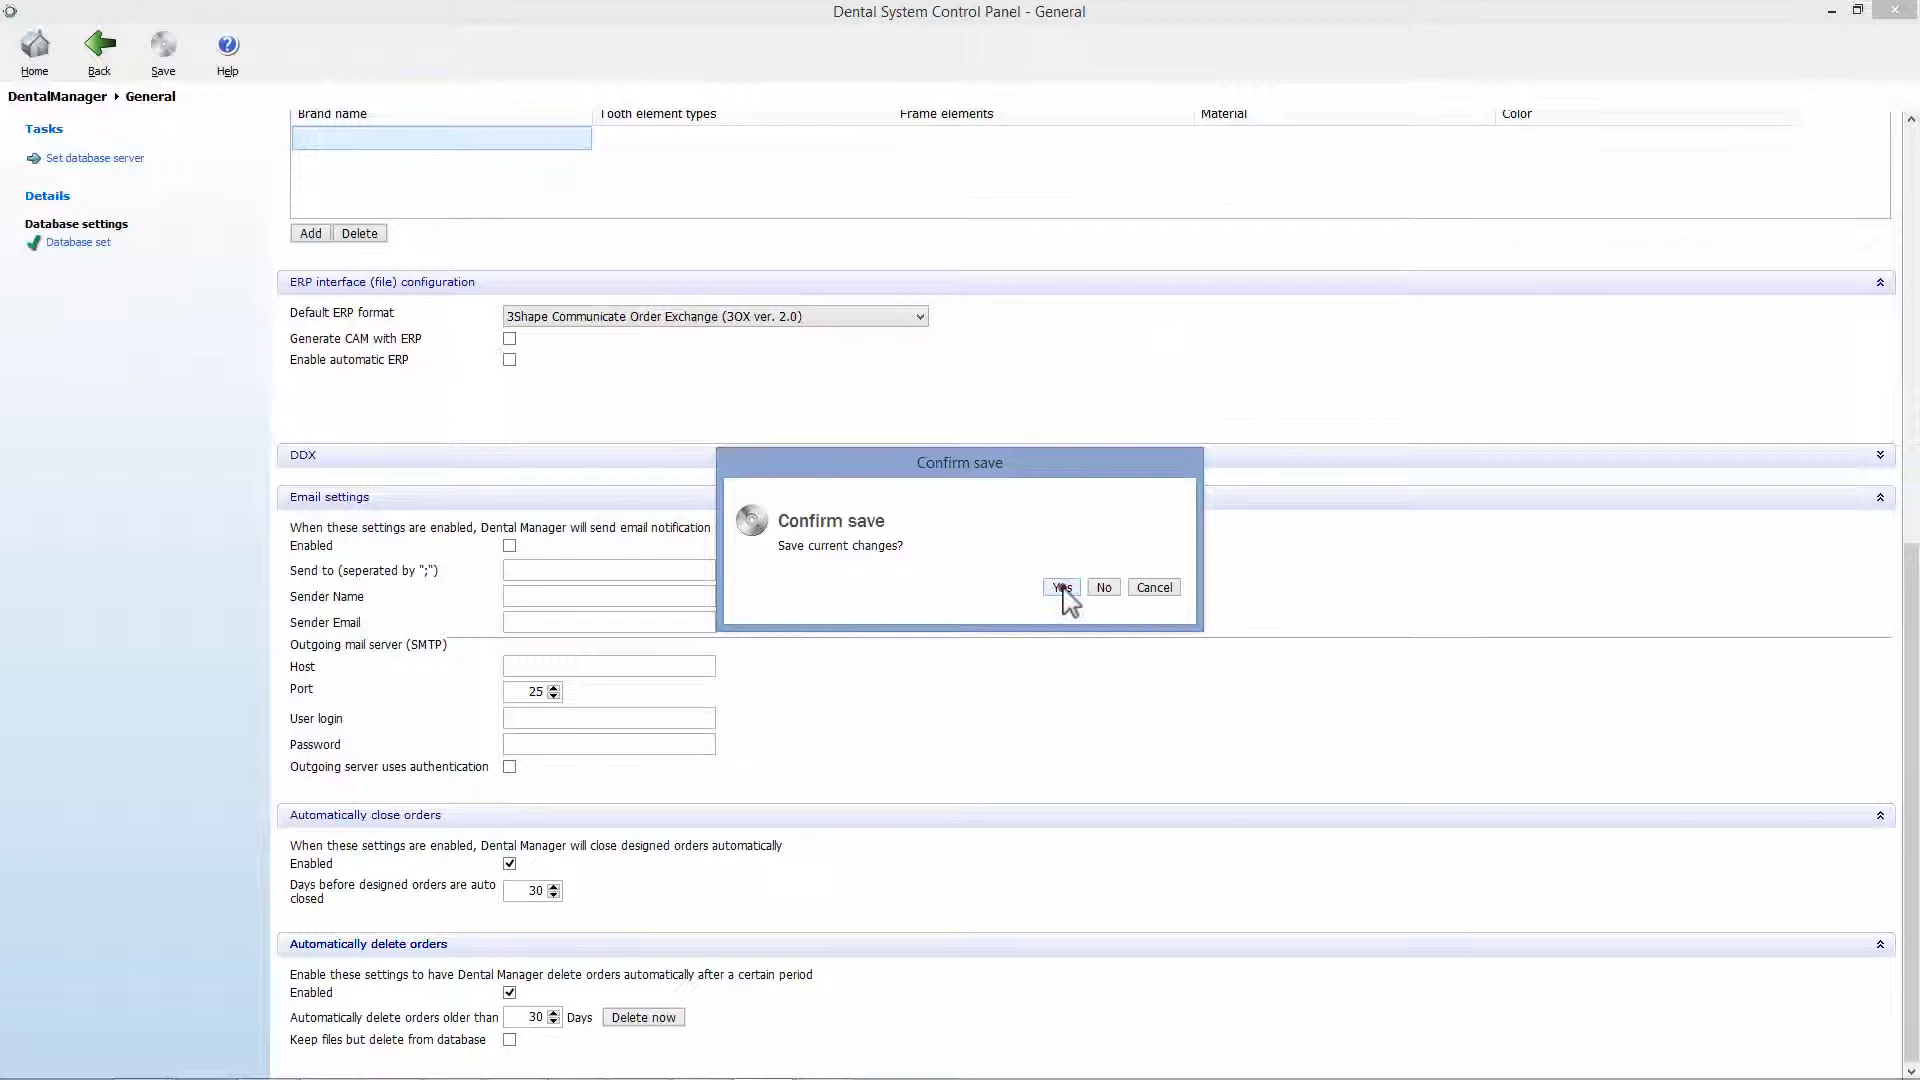 Dental System Control Panel - General
Home Back Save Help
DentalManager General
Tasks
Set database server
Details
Database settings
Database set
Brand name Tooth element types Frame elements Material Color
Add Delete
ERP interface (file) configuration
Default ERP format 3Shape Communicate Order Exchange (3OX ver. 2.0)
Generate CAM with ERP
Enable automatic ERP
DDX
Email settings
When these settings are enabled, Dental Manager will send email notification
Enabled
Send to (seperated by ";")
Sender Name
Sender Email
Outgoing mail server (SMTP)
Host
Port 25
User login
Password
Outgoing server uses authentication
Confirm save
Confirm save
Save current changes?
Yes No Cancel
Automatically close orders
When these settings are enabled, Dental Manager will close designed orders automatically
Enabled
Days before designed orders are auto closed 30
Automatically delete orders
Enable these settings to have Dental Manager delete orders automatically after a certain period
Enabled
Automatically delete orders older than 30 Days Delete now
Keep files but delete from database